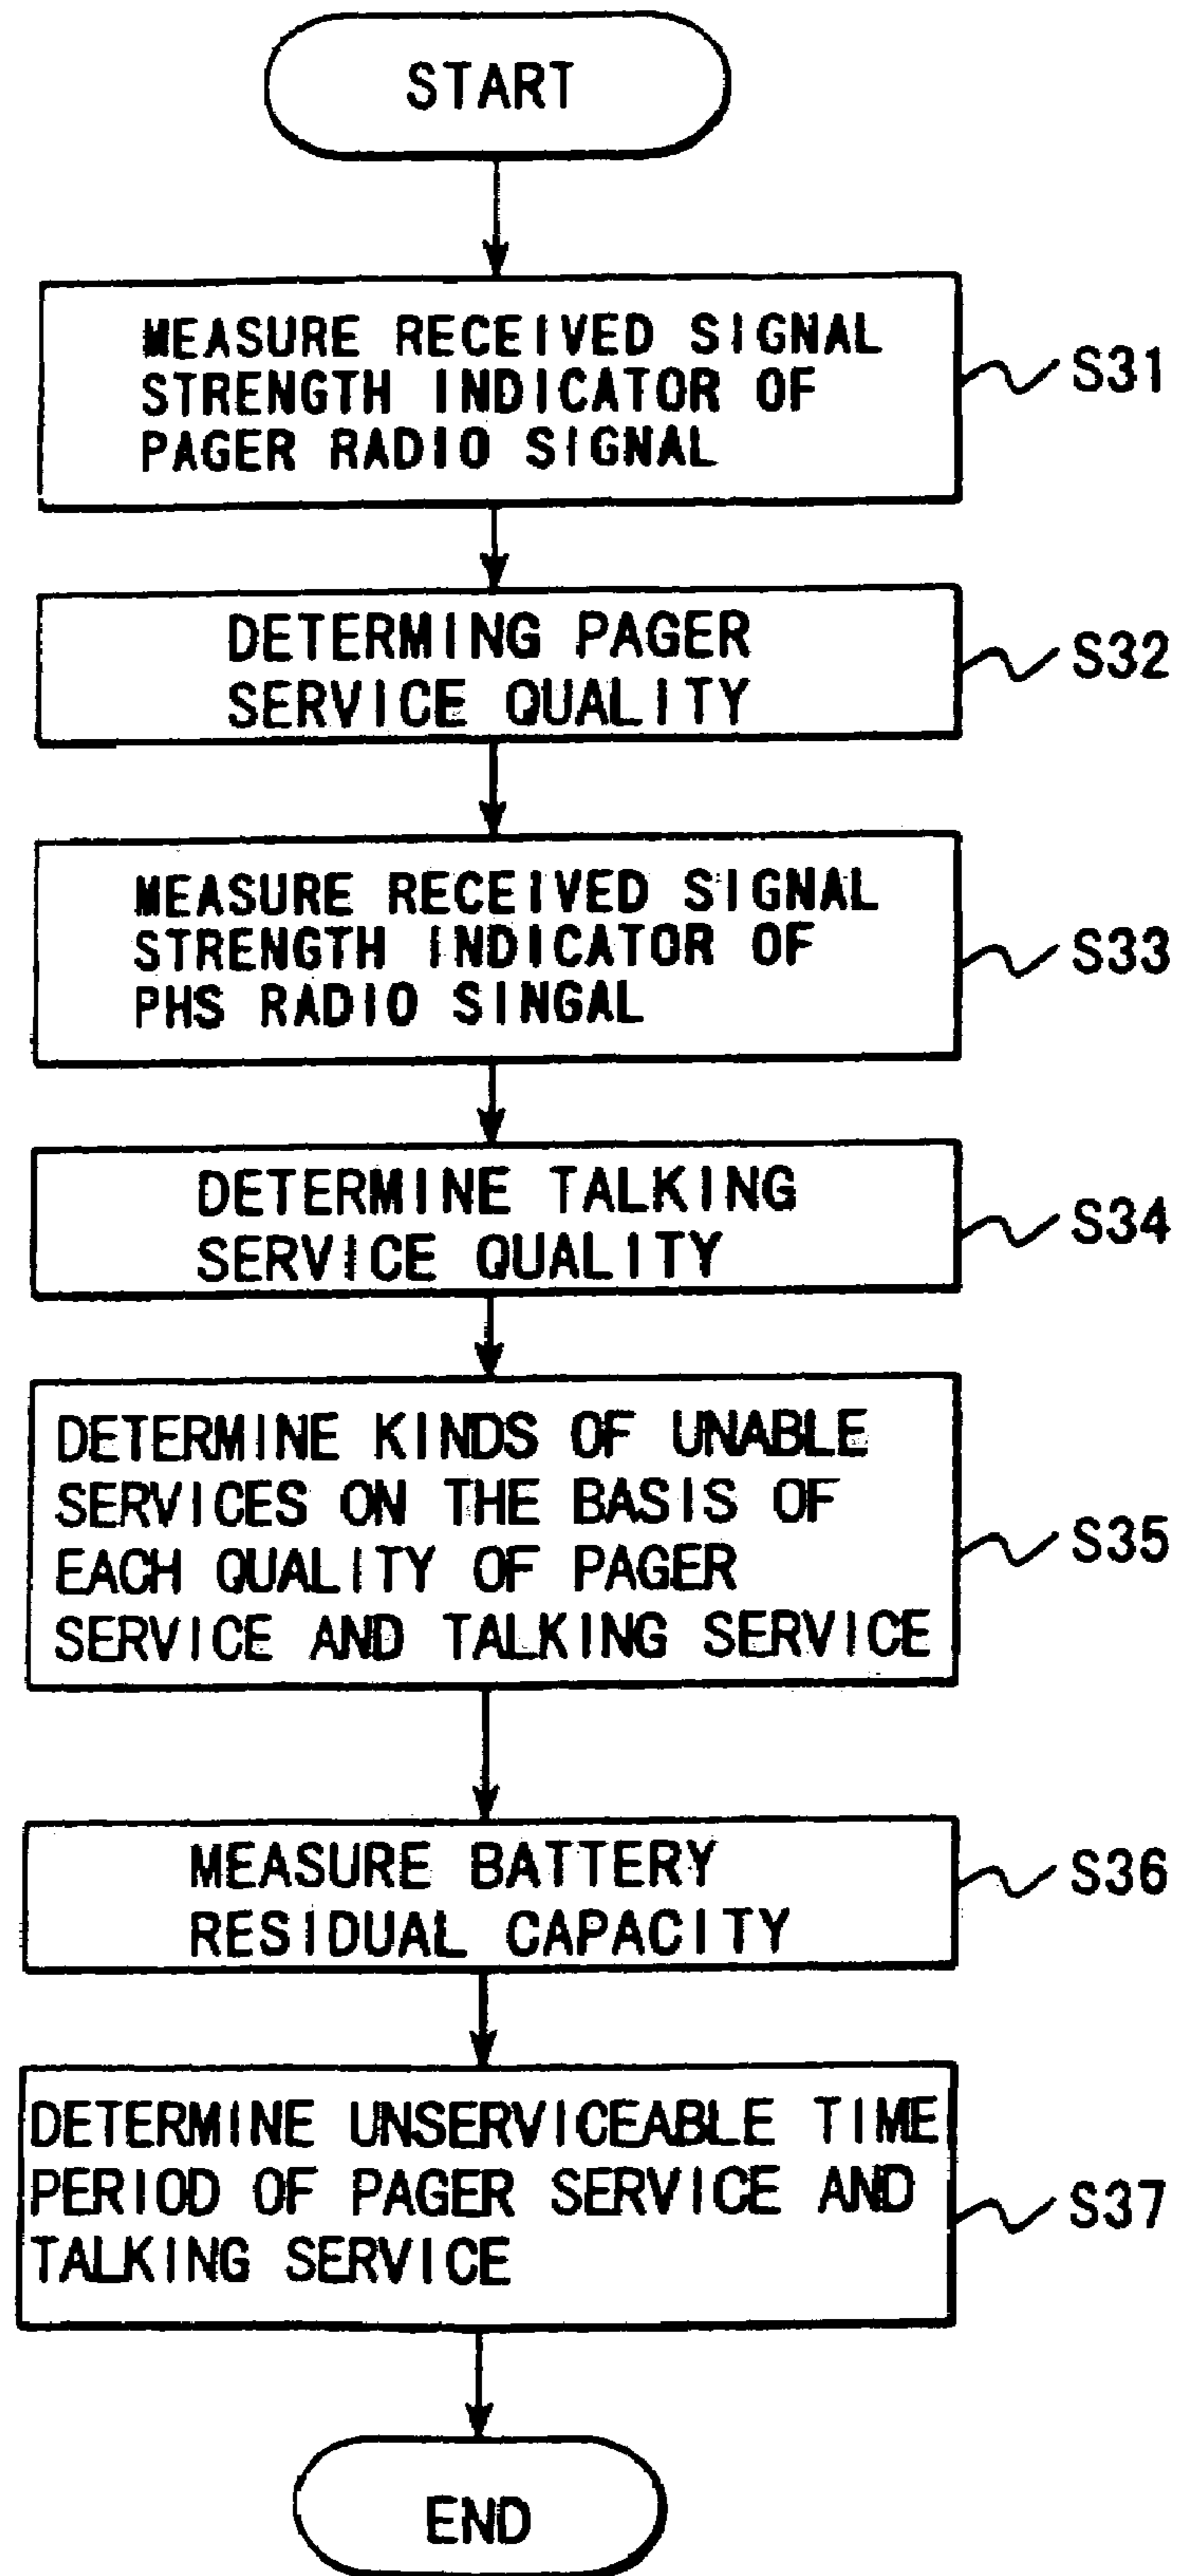 START
MEASURE RECEIVED SIGNAL
STRENGTH INDICATOR OF
PAGER RADIO SIGNAL
S31
DETERMING PAGER
SERVICE QUALITY
S32
MEASURE RECEIVED SIGNAL
STRENGTH INDICATOR OF
PHS RADIO SINGAL
S33
DETERMINE TALKING
SERVICE QUALITY
S34
DETERMINE KINDS OF UNABLE
SERVICES ON THE BASIS OF
EACH QUALITY OF PAGER
SERVICE AND TALKING SERVICE
S35
MEASURE BATTERY
RESIDUAL CAPACITY
S36
DETERMINE UNSERVICEABLE TIME
PERIOD OF PAGER SERVICE AND
TALKING SERVICE
S37
END